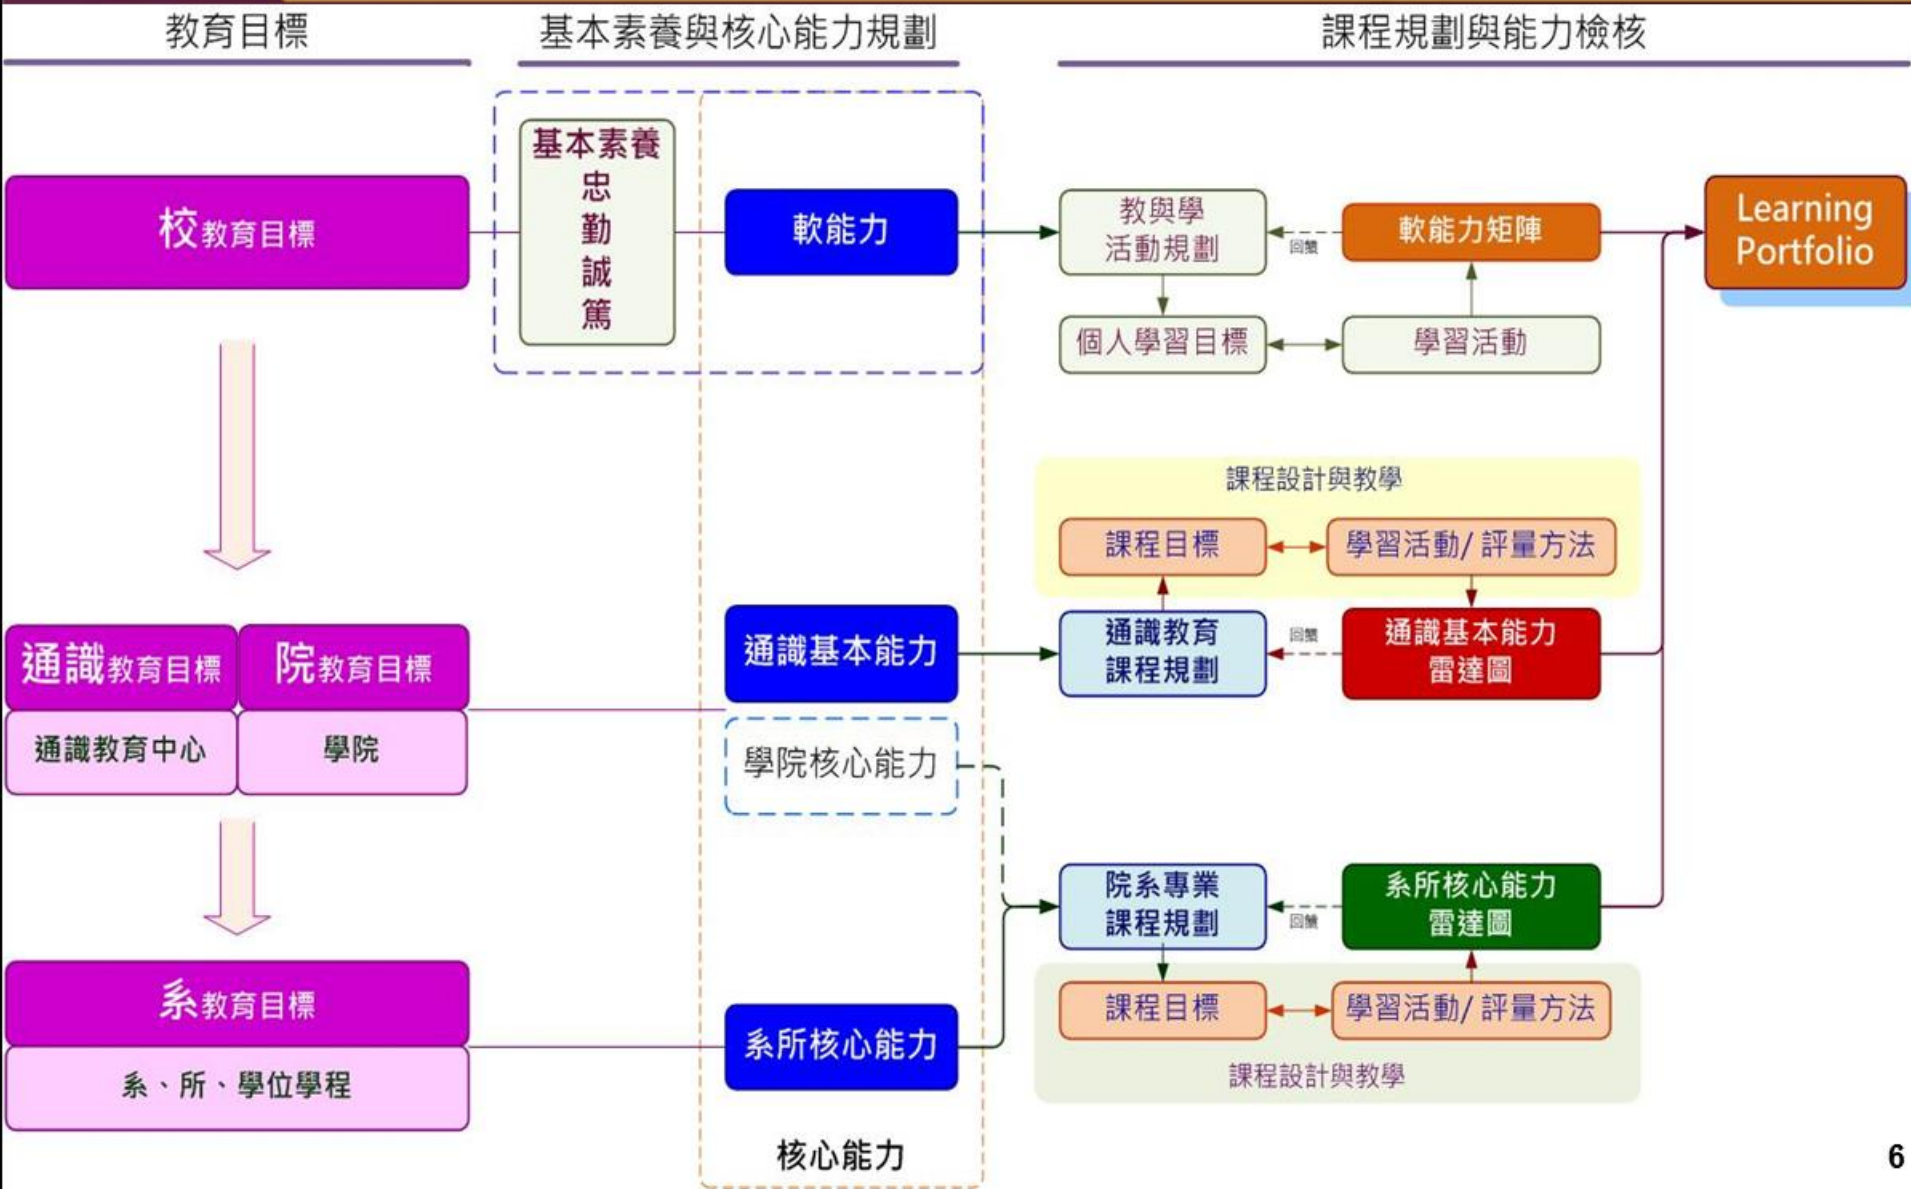 教育目標
基本素養與核心能力規劃
課程規劃與能力檢核
校教育目標
基本素養
忠
勤
誠
篤
軟能力
教與學
活動規劃
回饋
軟能力矩陣
Learning
Portfolio
個人學習目標
學習活動
課程設計與教學
課程目標
學習活動/ 評量方法
通識教育目標
院教育目標
通識教育中心
學院
通識基本能力
通識教育
課程規劃
回饋
通識基本能力
雷達圖
學院核心能力
院系專業
課程規劃
回饋
系所核心能力
雷達圖
系教育目標
系、所、學位學程
系所核心能力
課程目標
學習活動/ 評量方法
課程設計與教學
核心能力
6